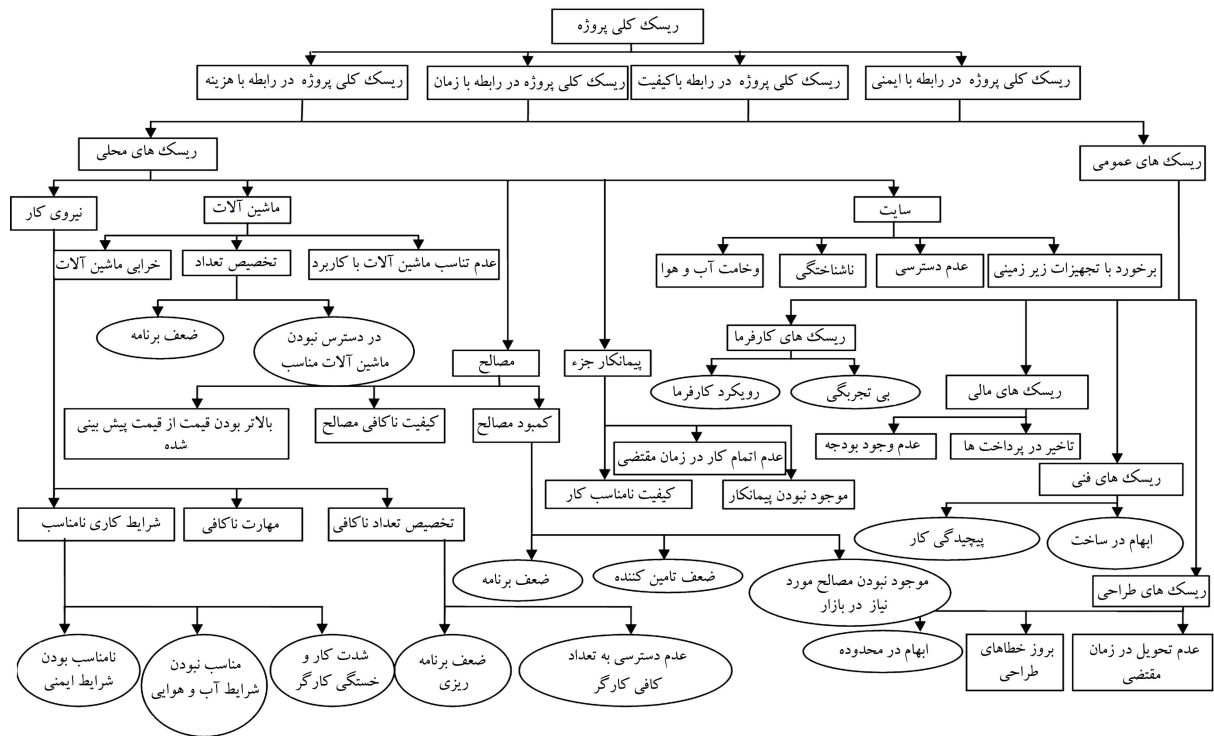 ریسک کلی پروژه
ریسک کلی پروژه در رابطه با ایمنی
ریسک کلی پروژه در رابطه باکیفیت
ریسک کلی پروژه در رابطه با زمان
ریسک کلی پروژه در رابطه با هزینه
ریسک های محلی
ریسک های عمومی
سایت
ماشین آلات
نیروی کار
برخورد با تجهیزات زیر زمینی
عدم دسترسی
ناشناختگی
وخامت آب و هوا
عدم تناسب ماشین آلات با کاربرد
تخصیص تعداد
خرابی ماشین آلات
در دسترس نبودن
ماشین آلات مناسب
ضعف برنامه
ریسک های کارفرما
پیمانکار جزء
مصالح
بی تجربگی
رویکرد کارفرما
ریسک های مالی
کمبود مصالح
کیفیت ناکافی مصالح
بالاتر بودن قیمت از قیمت پیش بینی
شده
تاخیر در پرداخت ها
عدم وجود بودجه
عدم اتمام کار در زمان مقتضی
ریسک های فنی
موجود نبودن پیمانکار
کیفیت نامناسب کار
تخصیص تعداد ناکافی
مهارت ناکافی
شرایط کاری نامناسب
ابهام در ساخت
پیچیدگی کار
موجود نبودن مصالح مورد
نیاز در بازار
ضعف تامین کننده
ضعف برنامه
ریسک های طراحی
عدم تحویل در زمان
مقتضی
بروز خطاهای
طراحی
ابهام در محدوده
عدم دسترسی به تعداد
کافی کارگر
ضعف برنامه
ریزی
شدت کار و
خستگی کارگر
مناسب نبودن
شرایط آب و هوایی
نامناسب بودن
شرایط ایمنی